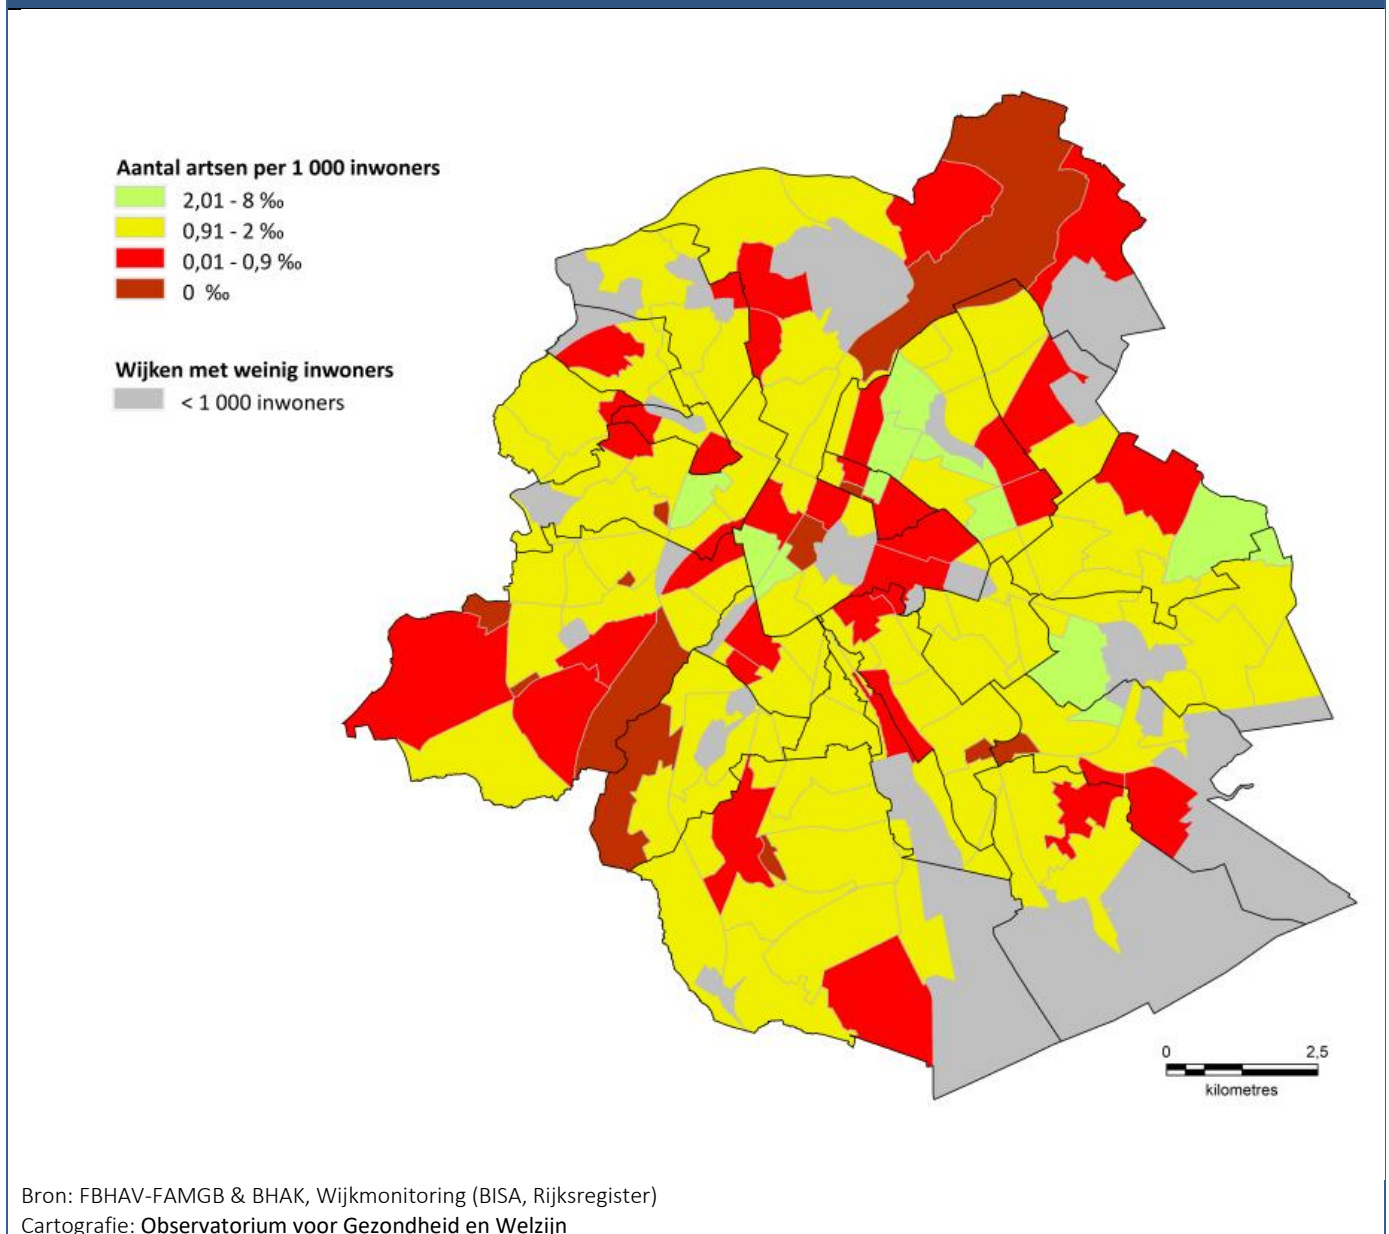 Aantal artsen per 1 000 inwoners
2,01 - 8 ‰
0,91 - 2 ‰
0,01 - 0,9 ‰
0 ‰
Wijken met weinig inwoners
< 1 000 inwoners
0 2,5
kilometres
Bron: FBHAV-FAMGB & BHAK, Wijkmonitoring (BISA, Rijksregister)
Cartografie: Observatorium voor Gezondheid en Welzijn